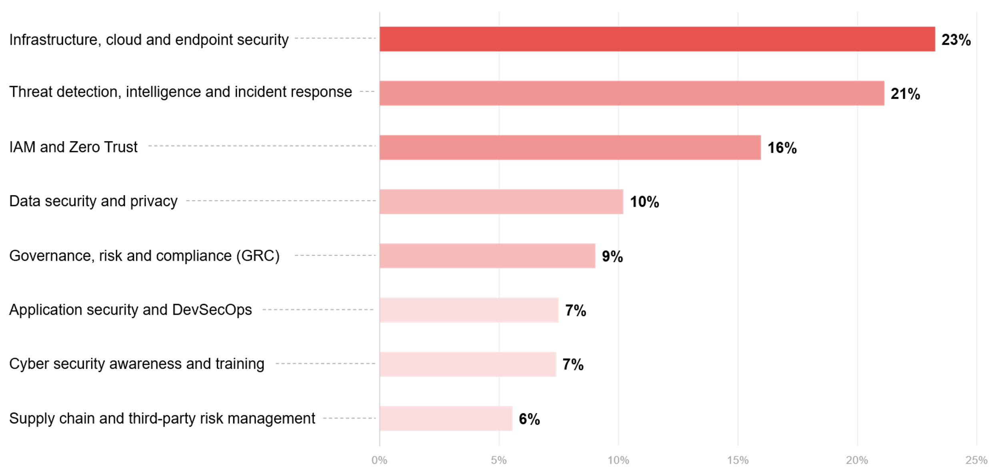 Infrastructure, cloud and endpoint security 23%
Threat detection, intelligence and incident response 21%
IAM and Zero Trust 16%
Data security and privacy 10%
Governance, risk and compliance (GRC) 9%
Application security and DevSecOps 7%
Cyber security awareness and training 7%
Supply chain and third-party risk management 6%
0% 5% 10% 15% 20% 25%